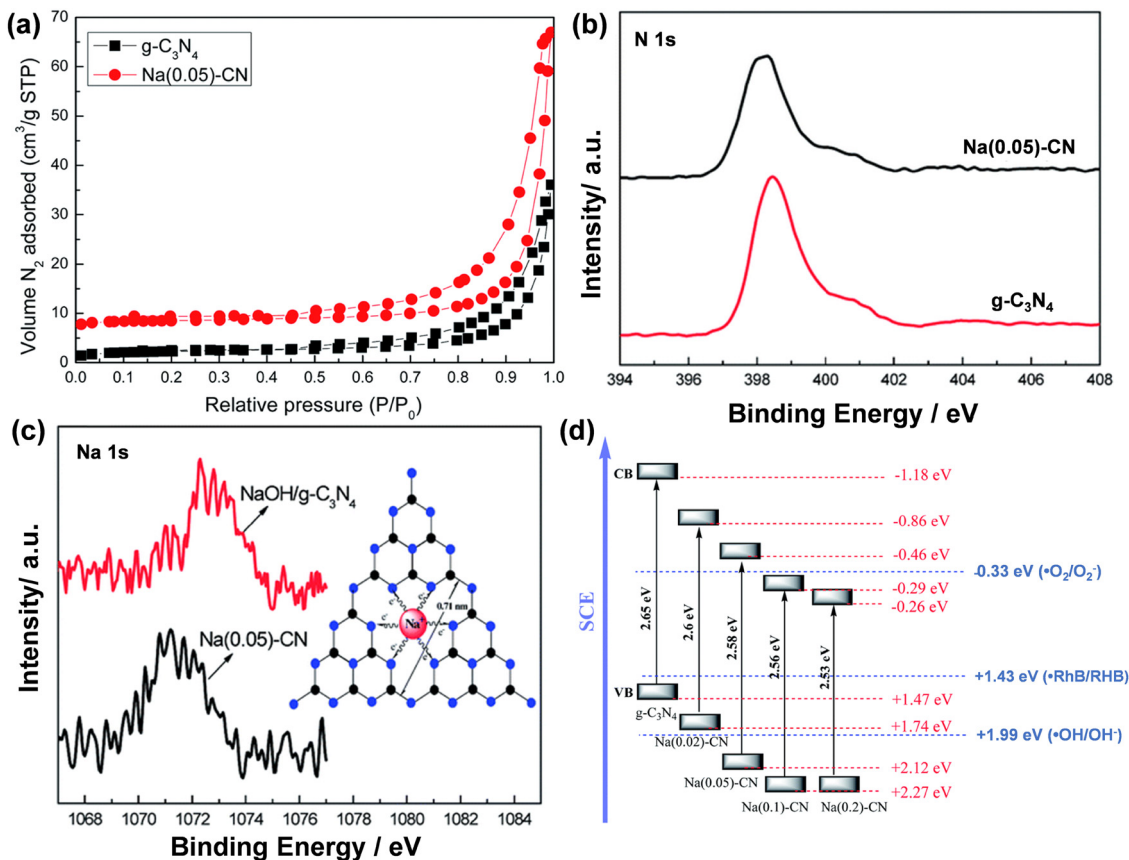 (a)
g-C₃N₄
Na(0.05)-CN
70
60
50
40
30
20
10
0
Volume N₂ adsorbed (cm³/g STP)
0.0 0.1 0.2 0.3 0.4 0.5 0.6 0.7 0.8 0.9 1.0
Relative pressure (P/P₀)
(b)
N 1s
Na(0.05)-CN
g-C₃N₄
Intensity/ a.u.
394 396 398 400 402 404 406 408
Binding Energy / eV
(c)
Na 1s
NaOH/g-C₃N₄
Na(0.05)-CN
0.71 nm
Na⁺
e⁻
e⁻
e⁻
e⁻
e⁻
e⁻
Intensity/ a.u.
1068 1070 1072 1074 1076 1078 1080 1082 1084
Binding Energy / eV
(d)
SCE
CB
-1.18 eV
-0.86 eV
-0.46 eV
-0.33 eV (•O₂/O₂⁻)
-0.29 eV
-0.26 eV
2.65 eV
2.6 eV
2.58 eV
2.56 eV
2.53 eV
+1.43 eV (•RhB/RHB)
VB
+1.47 eV
g-C₃N₄
+1.74 eV
Na(0.02)-CN
+1.99 eV (•OH/OH⁻)
+2.12 eV
Na(0.05)-CN
+2.27 eV
Na(0.1)-CN
Na(0.2)-CN